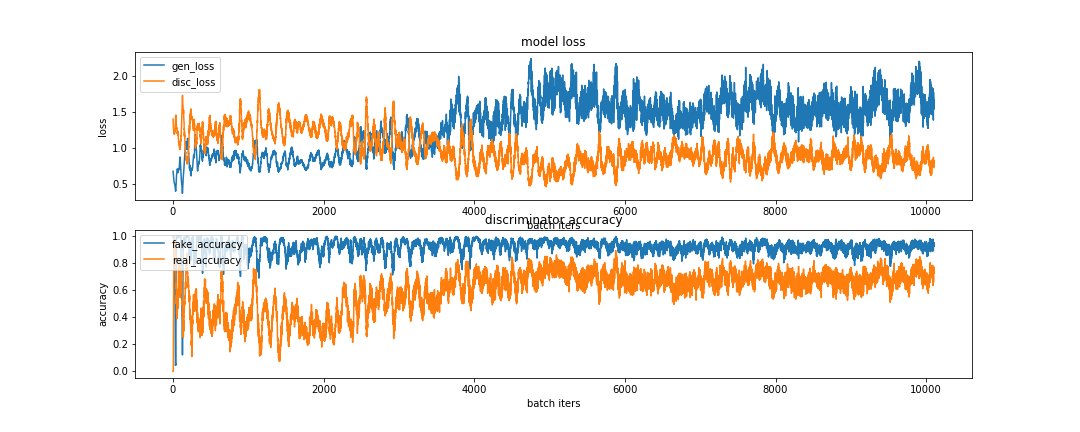 model loss
gen_loss
disc_loss
2.0
1.5
1.0
0.5
loss
0 2000 4000 6000 8000 10000
batch iters
discriminator accuracy
fake_accuracy
real_accuracy
1.0
0.8
0.6
0.4
0.2
0.0
accuracy
0 2000 4000 6000 8000 10000
batch iters